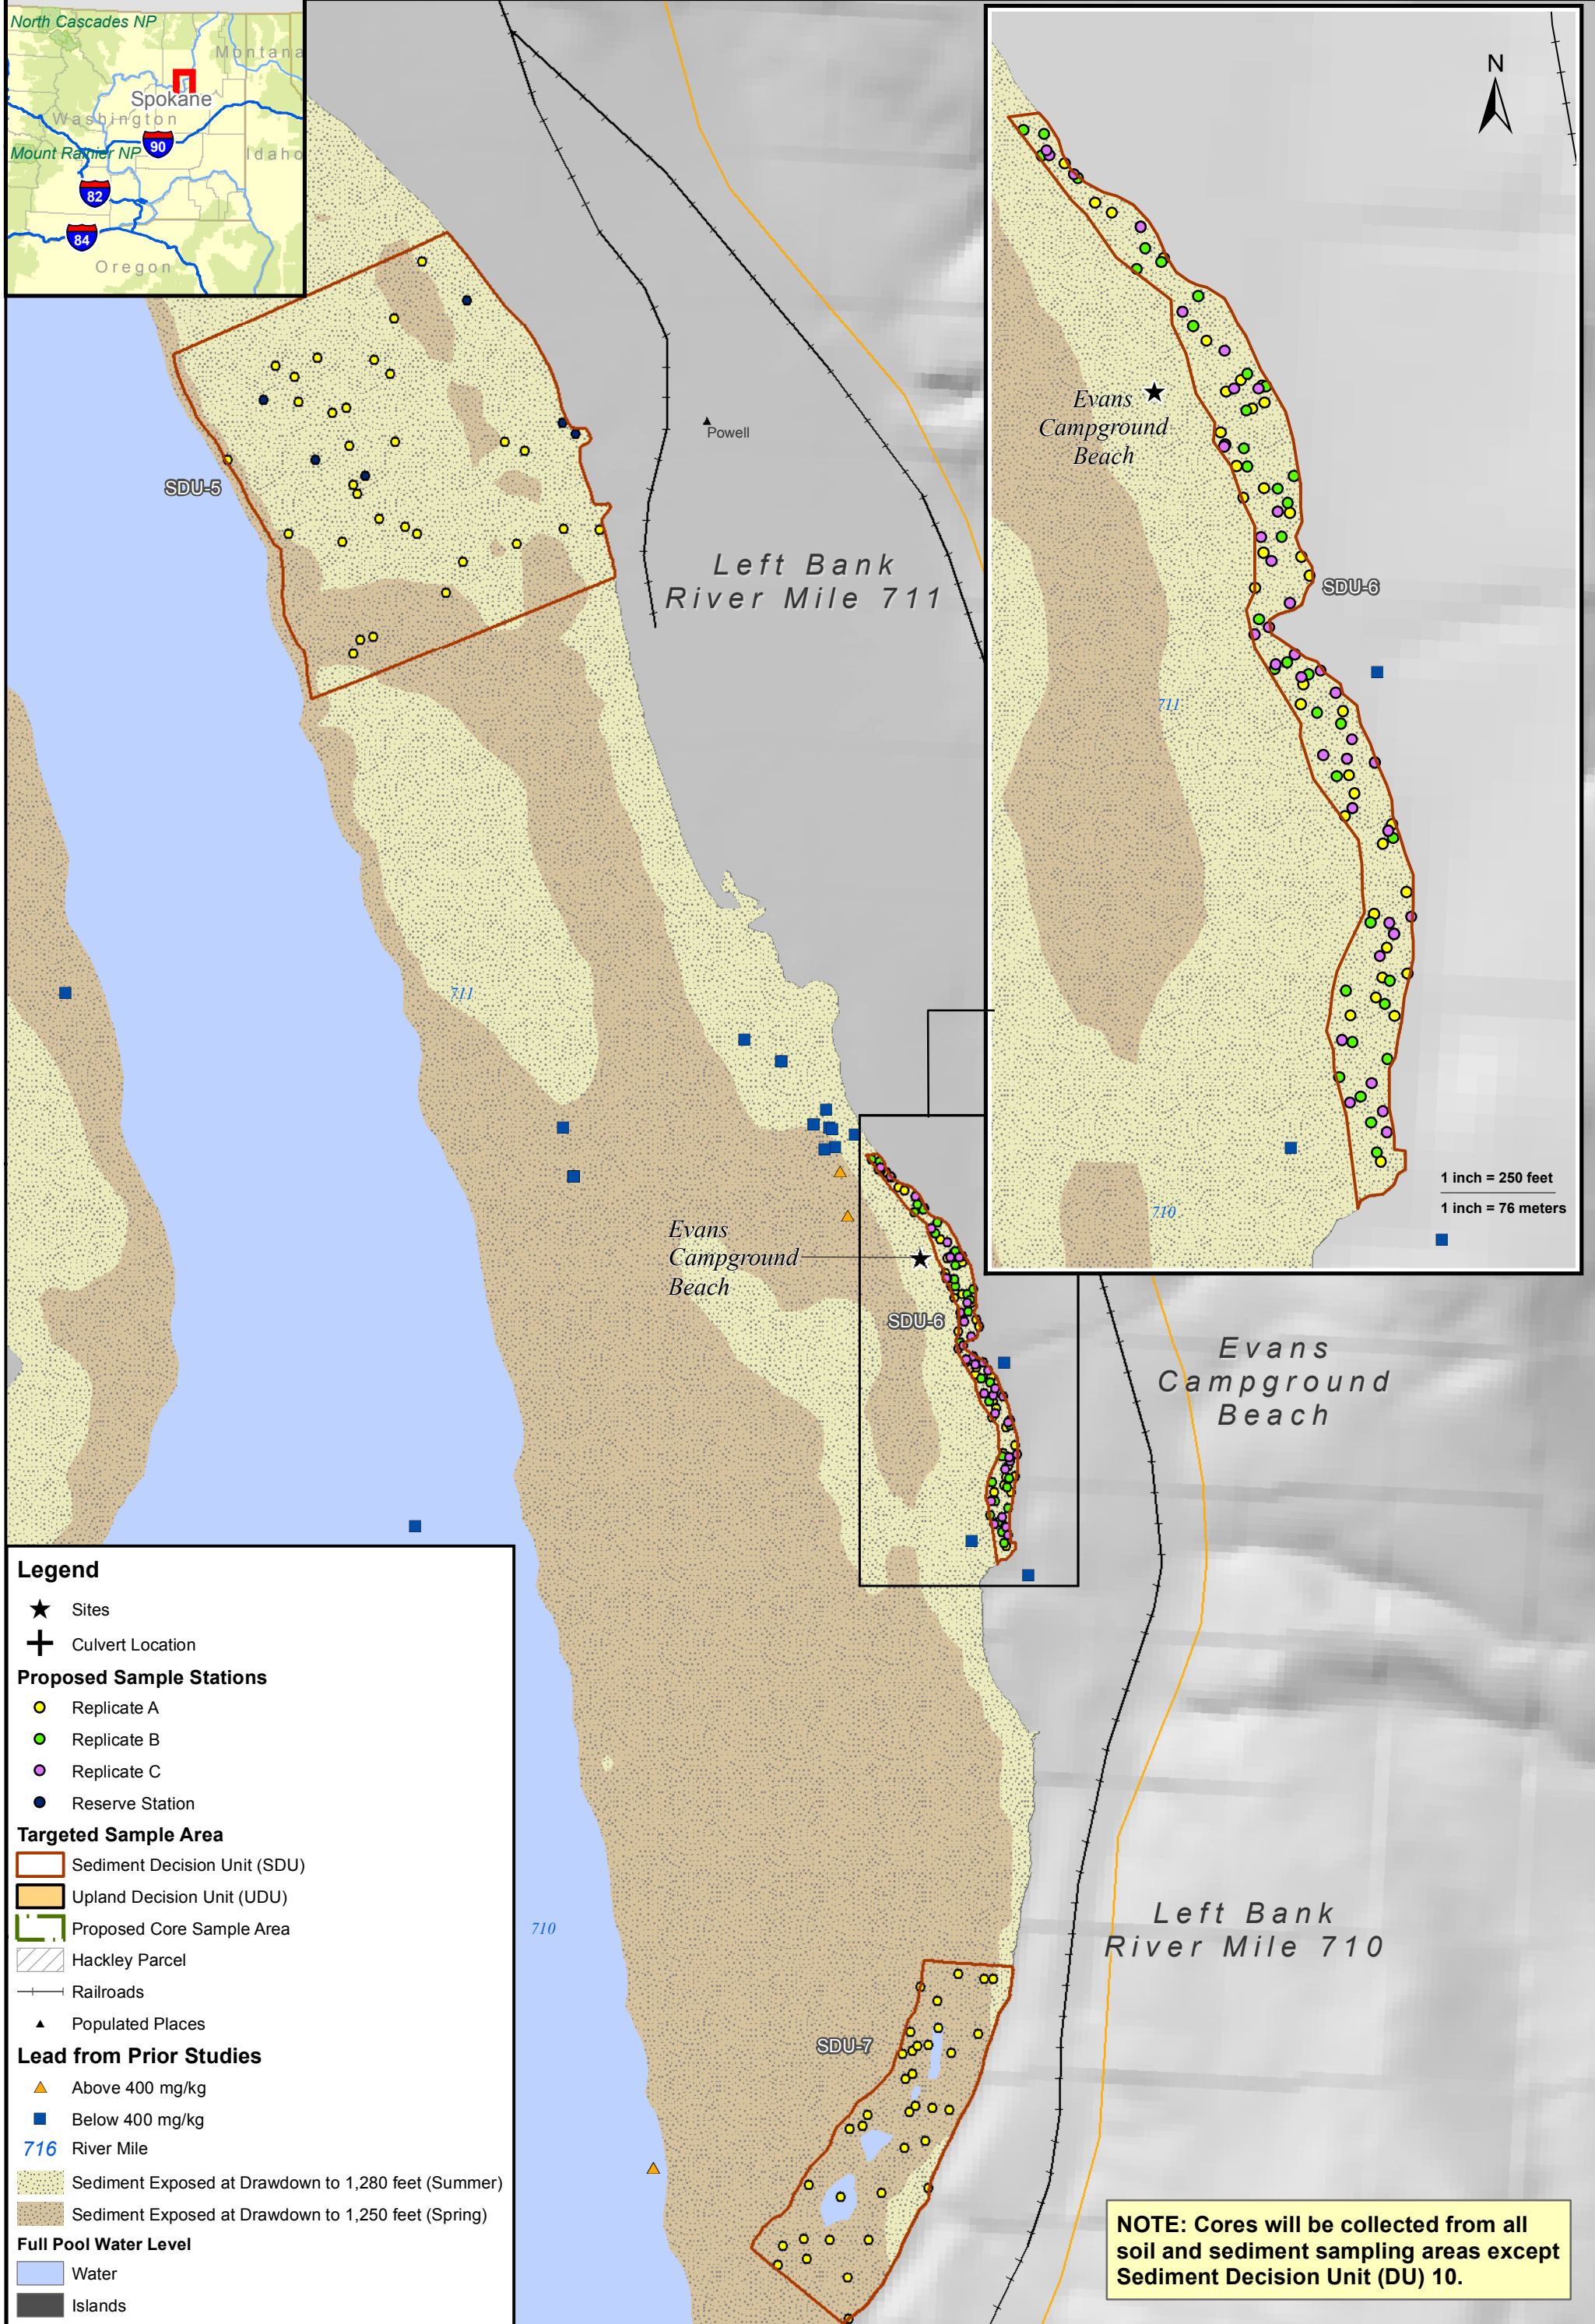 North Cascades NP
Montana
Spokane
Washington
90
Mount Rainier NP
Idaho
82
84
Oregon
N
Evans
Campground
Beach
SDU-6
711
710
1 inch = 250 feet
1 inch = 76 meters
SDU-5
Powell
Left Bank
River Mile 711
711
Evans
Campground
Beach
SDU-6
Evans
Campground
Beach
Left Bank
River Mile 710
710
SDU-7
Legend
Sites
Culvert Location
Proposed Sample Stations
Replicate A
Replicate B
Replicate C
Reserve Station
Targeted Sample Area
Sediment Decision Unit (SDU)
Upland Decision Unit (UDU)
Proposed Core Sample Area
Hackley Parcel
Railroads
Populated Places
Lead from Prior Studies
Above 400 mg/kg
Below 400 mg/kg
716 River Mile
Sediment Exposed at Drawdown to 1,280 feet (Summer)
Sediment Exposed at Drawdown to 1,250 feet (Spring)
Full Pool Water Level
Water
Islands
NOTE: Cores will be collected from all
soil and sediment sampling areas except
Sediment Decision Unit (DU) 10.